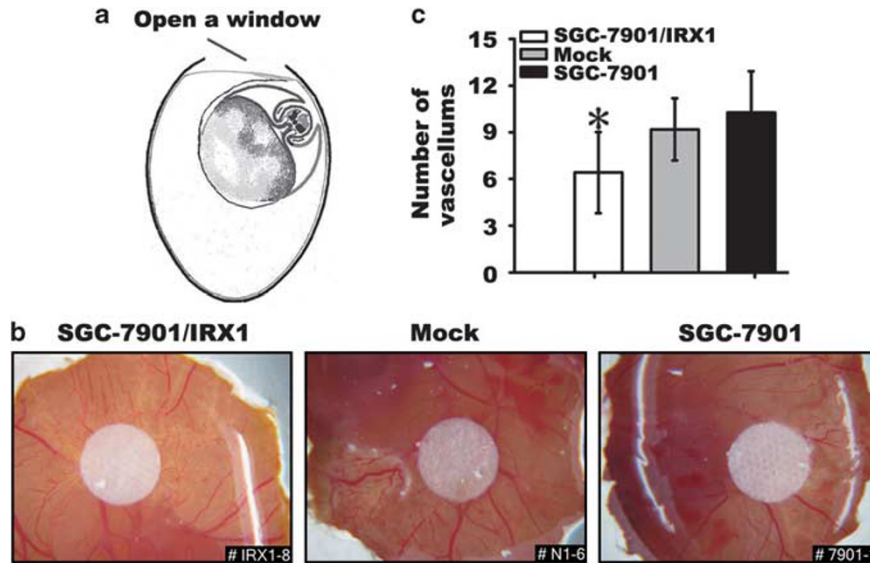 a
Open a window
c
SGC-7901/IRX1
Mock
SGC-7901
Number of
vascellums
15
12
9
6
3
0
*
b
SGC-7901/IRX1
Mock
SGC-7901
# IRX1-8
# N1-6
# 7901-